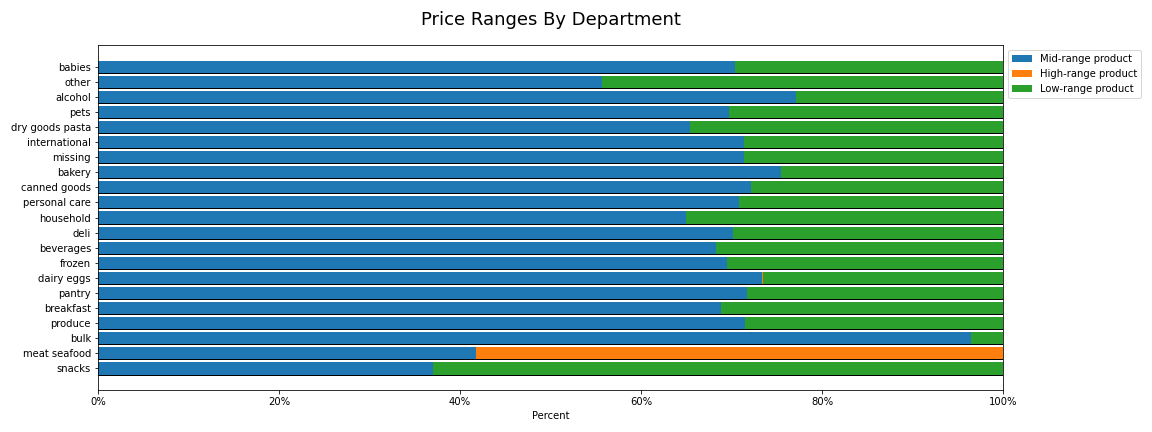 Price Ranges By Department
Mid-range product
High-range product
Low-range product
babies
other
alcohol
pets
dry goods pasta
international
missing
bakery
canned goods
personal care
household
deli
beverages
frozen
dairy eggs
pantry
breakfast
produce
bulk
meat seafood
snacks
0% 20% 40% 60% 80% 100%
Percent